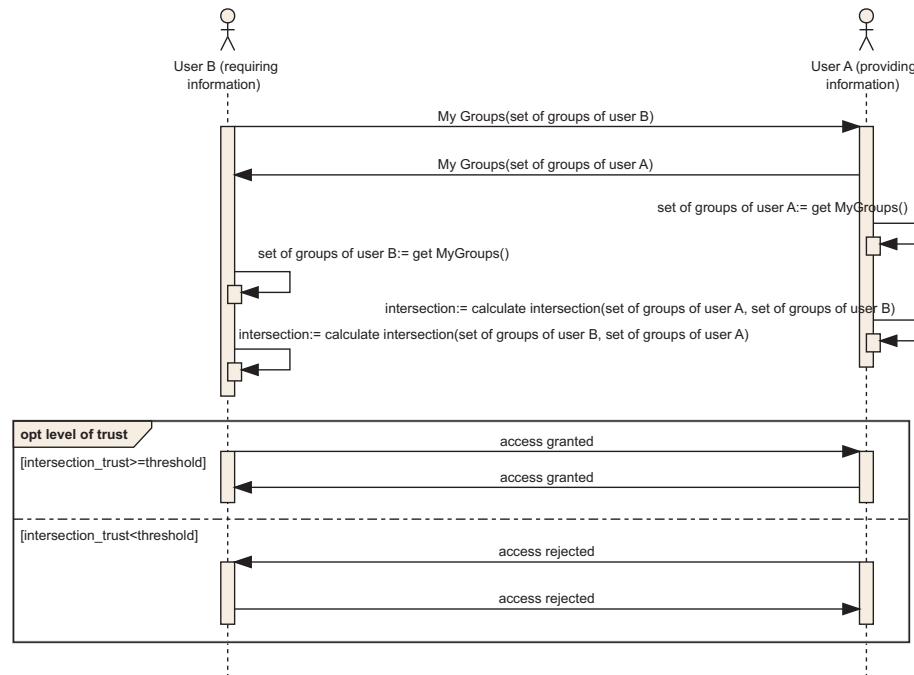 User B (requiring
information)
User A (providing
information)
My Groups(set of groups of user B)
My Groups(set of groups of user A)
set of groups of user A:= get MyGroups()
set of groups of user B:= get MyGroups()
intersection:= calculate intersection(set of groups of user A, set of groups of user B)
intersection:= calculate intersection(set of groups of user B, set of groups of user A)
opt level of trust
[intersection_trust>=threshold]
access granted
access granted
[intersection_trust<threshold]
access rejected
access rejected